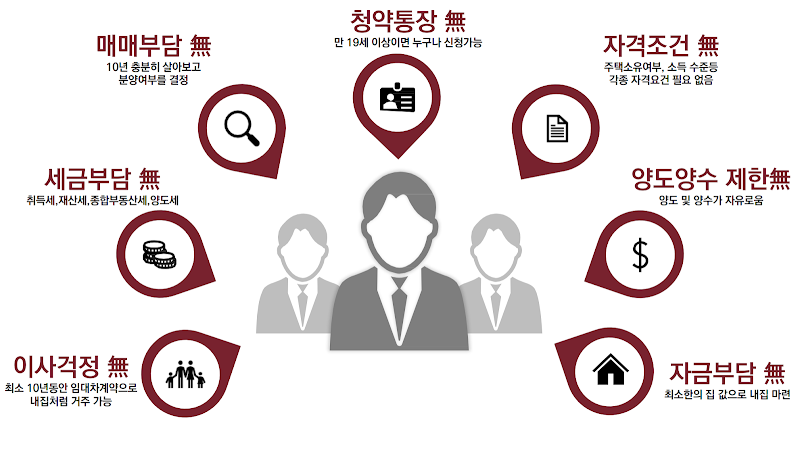 청약통장 無
만 19세 이상이면 누구나 신청가능
매매부담 無
10년 충분히 살아보고
분양여부를 결정
자격조건 無
주택소유여부, 소득 수준등
각종 자격요건 필요 없음
세금부담 無
취득세,재산세,종합부동산세,양도세
양도양수 제한無
양도 및 양수가 자유로움
이사걱정 無
최소 10년동안 임대차계약으로
내집처럼 거주 가능
자금부담 無
최소한의 집 값으로 내집 마련